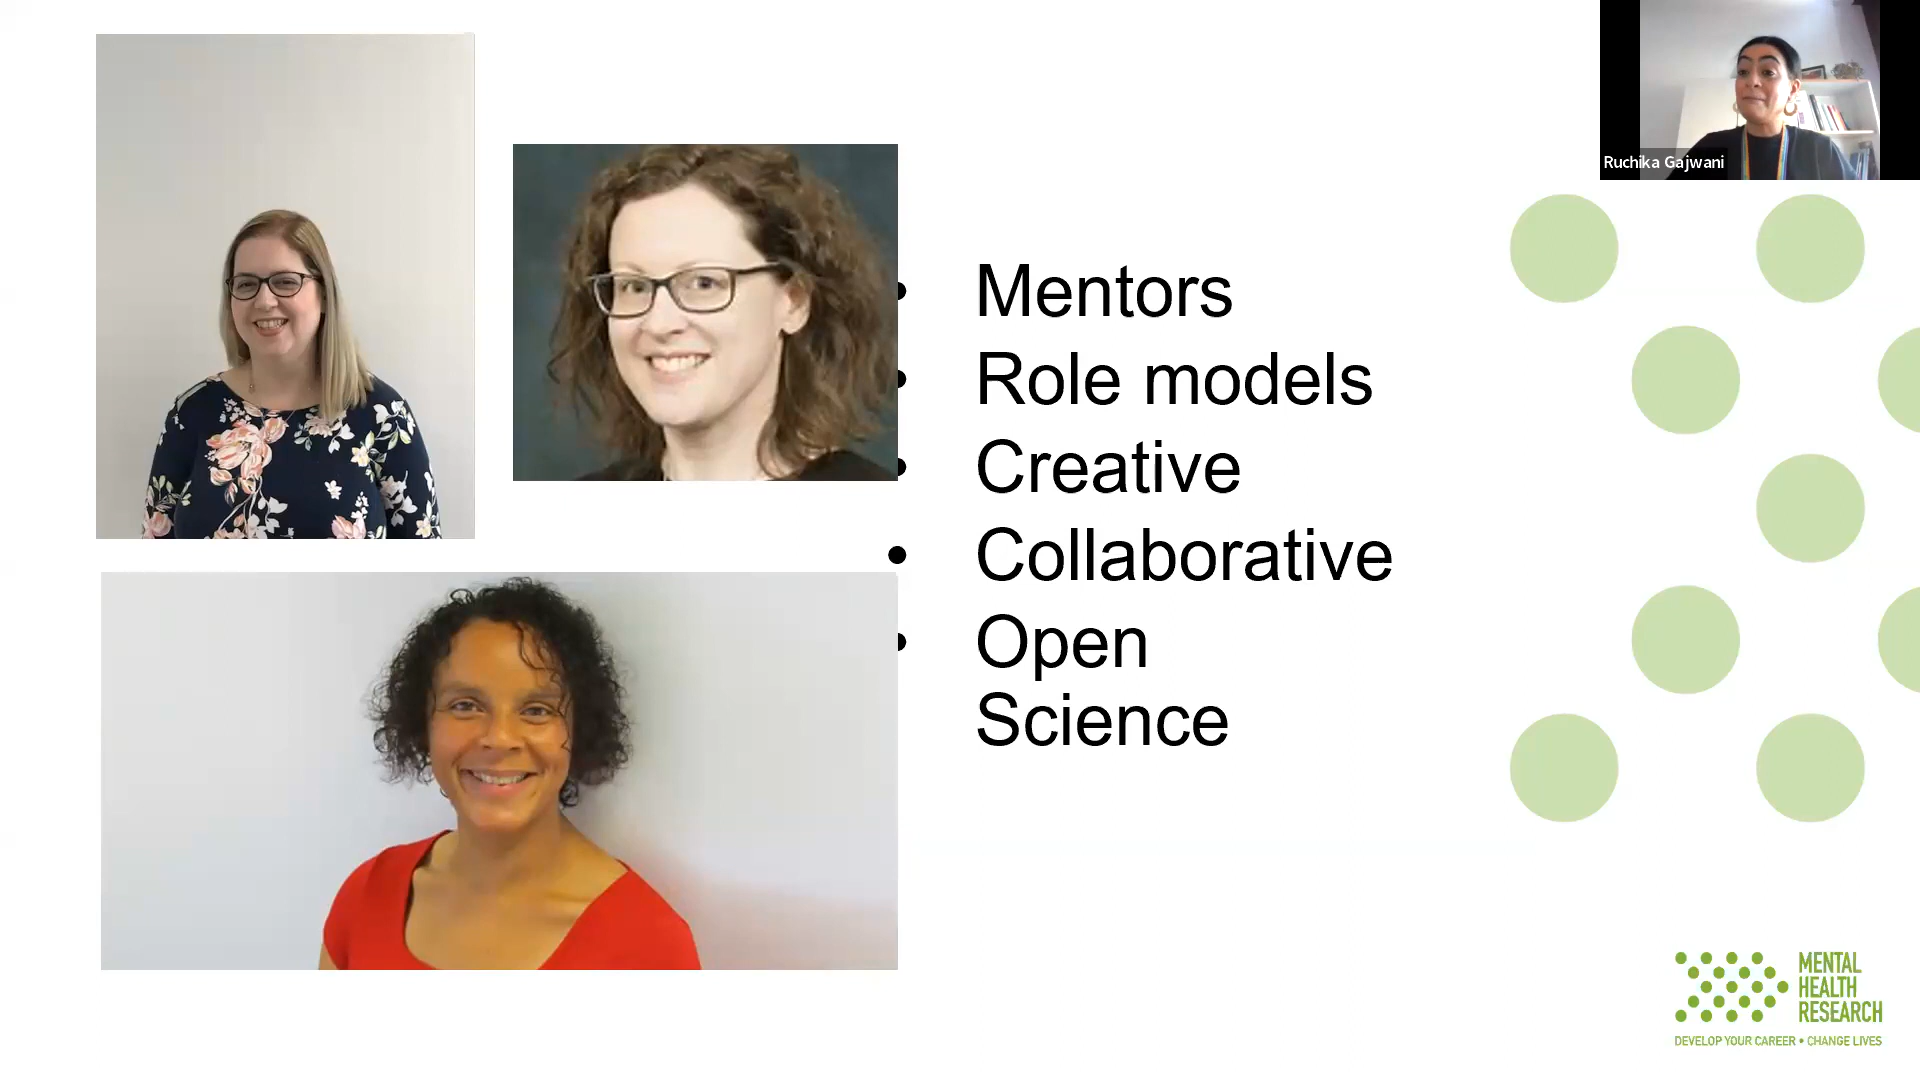 Ruchika Gajwani
• Mentors
• Role models
• Creative
• Collaborative
• Open
Science
MENTAL
HEALTH
RESEARCH
DEVELOP YOUR CAREER • CHANGE LIVES